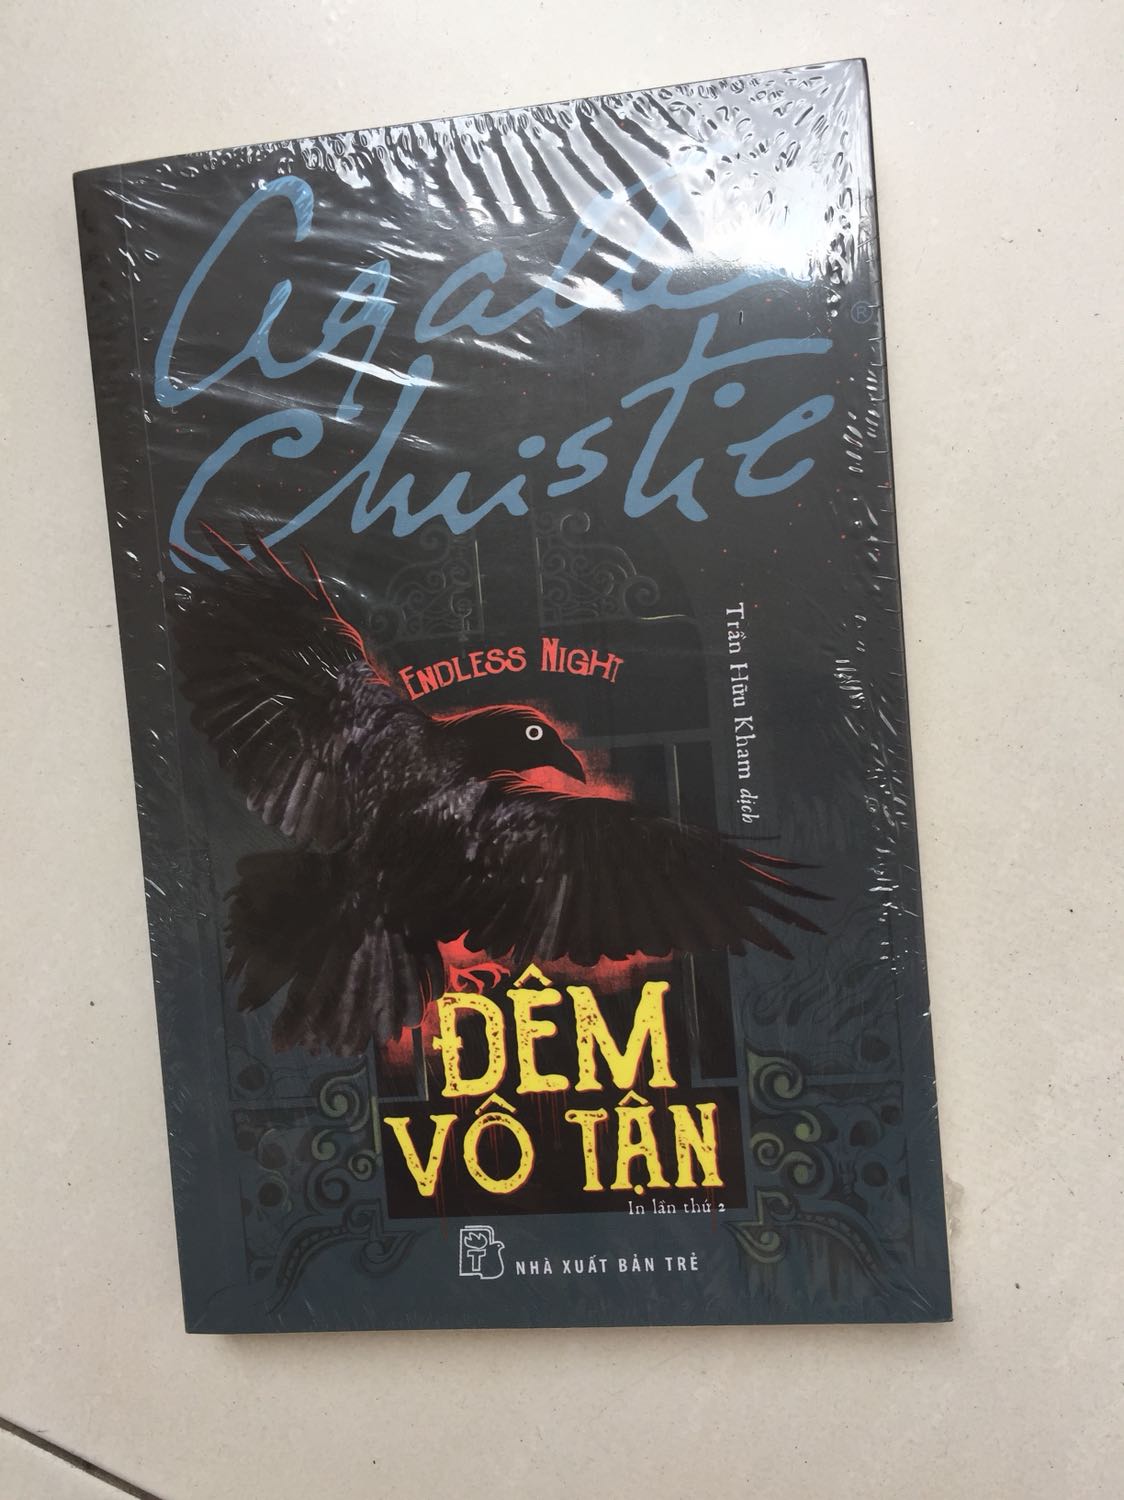 Agatha
Christie
®
ENDLESS NIGHT
Trần Hữu Kham dịch
ĐÊM
VÔ TẬN
In lần thứ 2
T
NHÀ XUẤT BẢN TRẺ